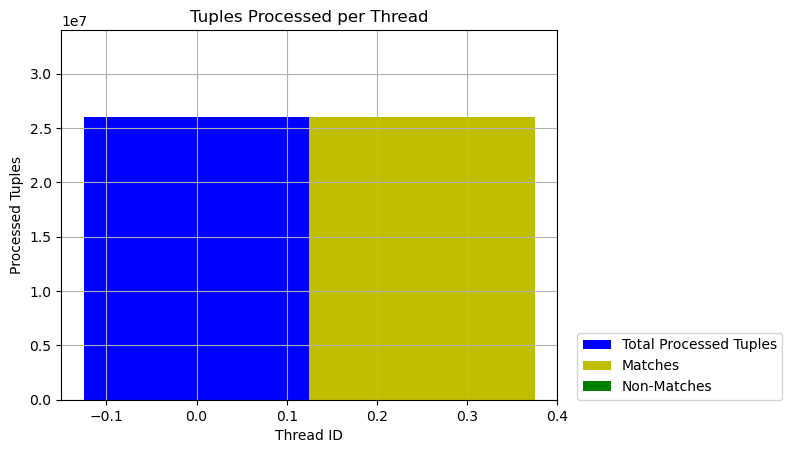 Tuples Processed per Thread
1e7
3.0
2.5
2.0
1.5
1.0
0.5
0.0
Processed Tuples
−0.1 0.0 0.1 0.2 0.3 0.4
Thread ID
Total Processed Tuples
Matches
Non-Matches